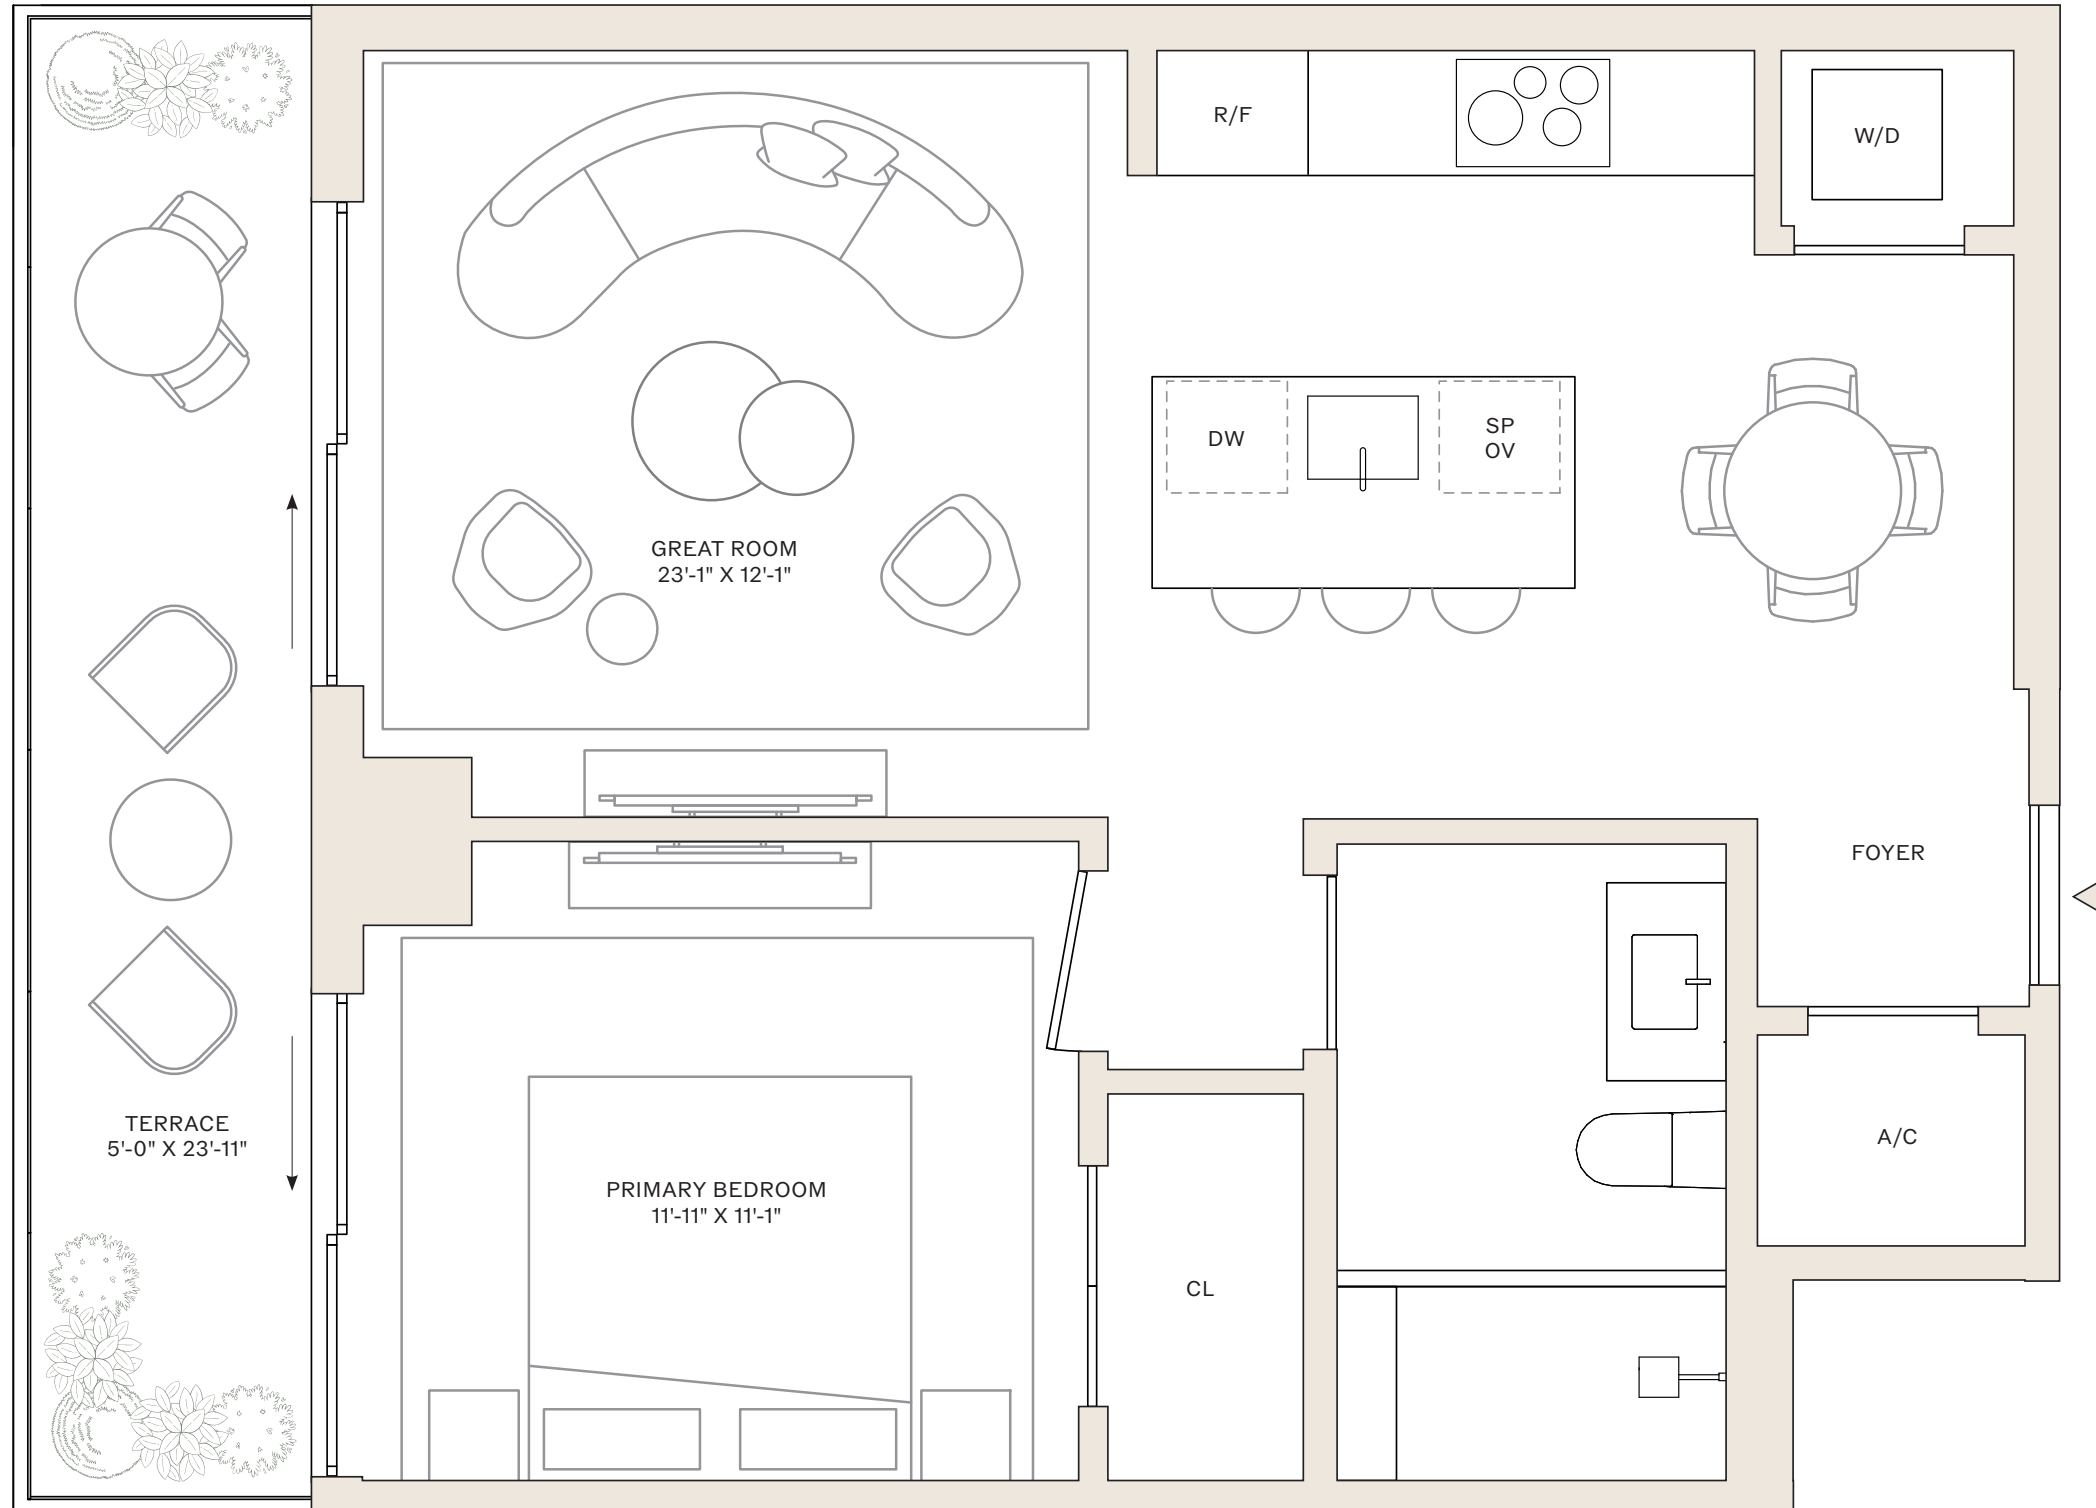 R/F
W/D
DW
SP
OV
GREAT ROOM
23'-1" X 12'-1"
FOYER
TERRACE
5'-0" X 23'-11"
A/C
PRIMARY BEDROOM
11'-11" X 11'-1"
CL